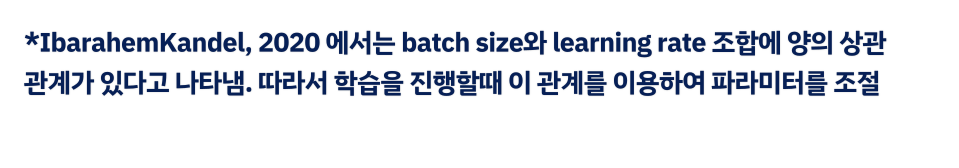 *IbarahemKandel, 2020 에서는 batch size와 learning rate 조합에 양의 상관
관계가 있다고 나타냄. 따라서 학습을 진행할때 이 관계를 이용하여 파라미터를 조절